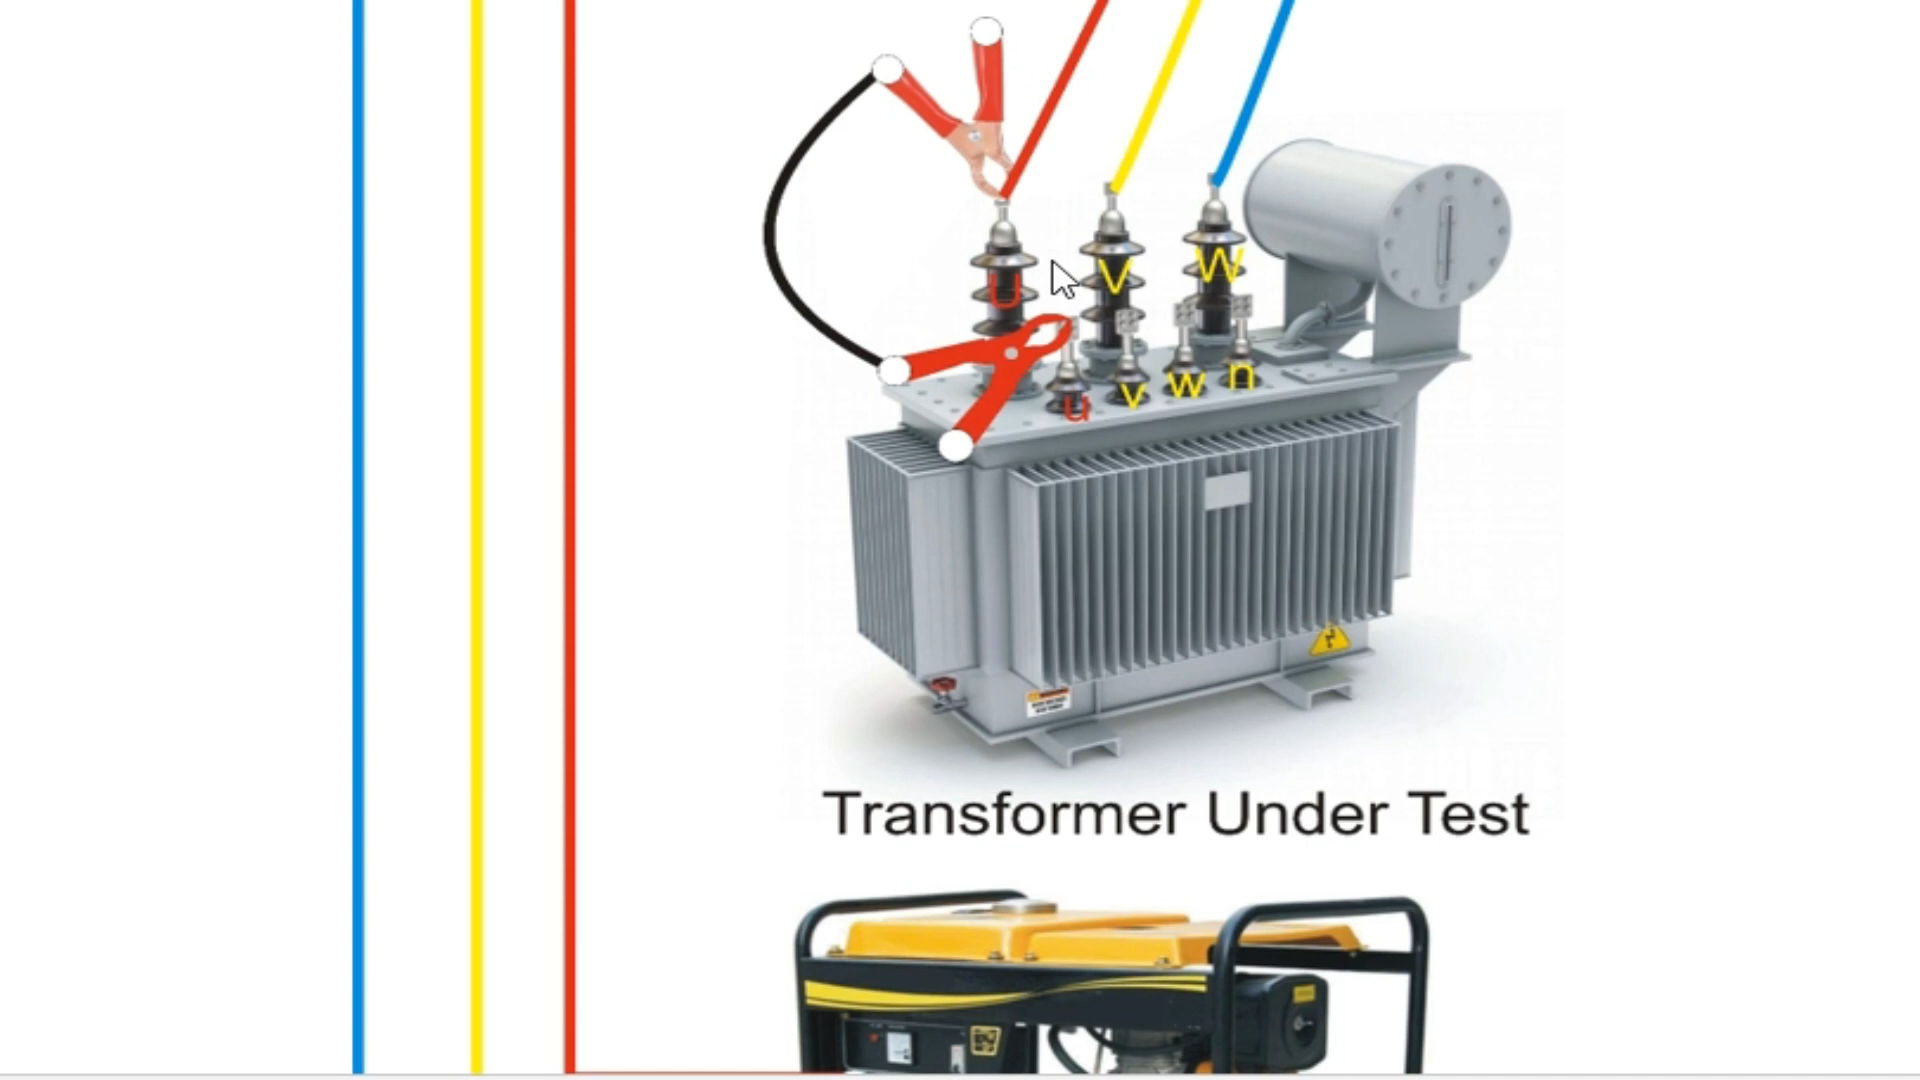 U V W
u v w n
Transformer Under Test